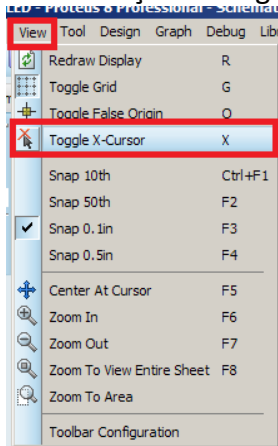 LED - Proteus 8 Professional - Schemat
View Tool Design Graph Debug Libr
Redraw Display R
Toggle Grid G
Toggle False Origin O
Toggle X-Cursor X
Snap 10th Ctrl+F1
Snap 50th F2
Snap 0.1in F3
Snap 0.5in F4
Center At Cursor F5
Zoom In F6
Zoom Out F7
Zoom To View Entire Sheet F8
Zoom To Area
Toolbar Configuration